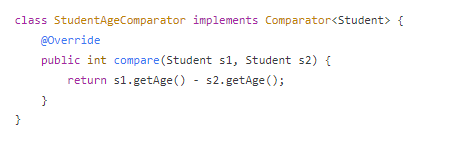 class StudentAgeComparator implements Comparator<Student> {
    @Override
    public int compare(Student s1, Student s2) {
        return s1.getAge() - s2.getAge();
    }
}